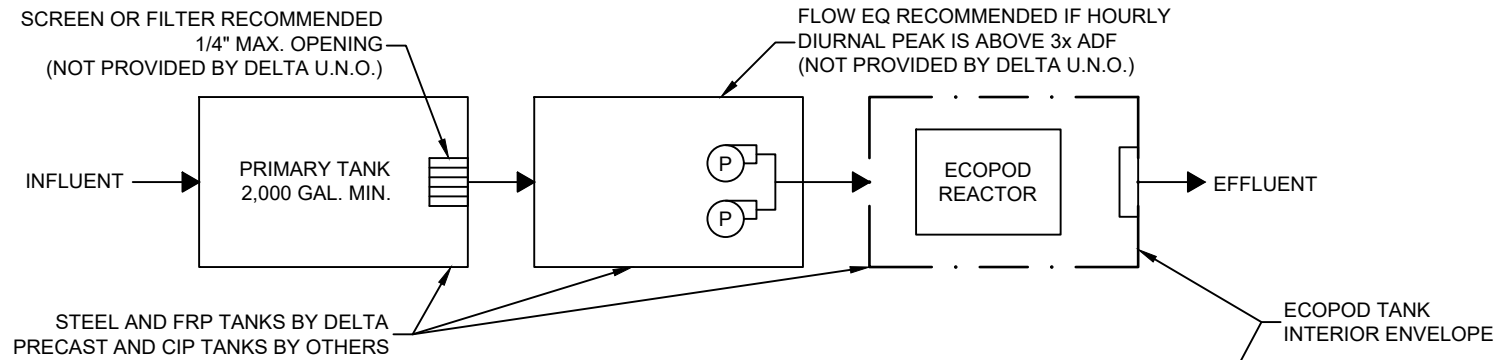 SCREEN OR FILTER RECOMMENDED
1/4" MAX. OPENING
(NOT PROVIDED BY DELTA U.N.O.)
FLOW EQ RECOMMENDED IF HOURLY
DIURNAL PEAK IS ABOVE 3x ADF
(NOT PROVIDED BY DELTA U.N.O.)
INFLUENT
PRIMARY TANK
2,000 GAL. MIN.
P
P
ECOPOD
REACTOR
EFFLUENT
STEEL AND FRP TANKS BY DELTA
PRECAST AND CIP TANKS BY OTHERS
ECOPOD TANK
INTERIOR ENVELOPE